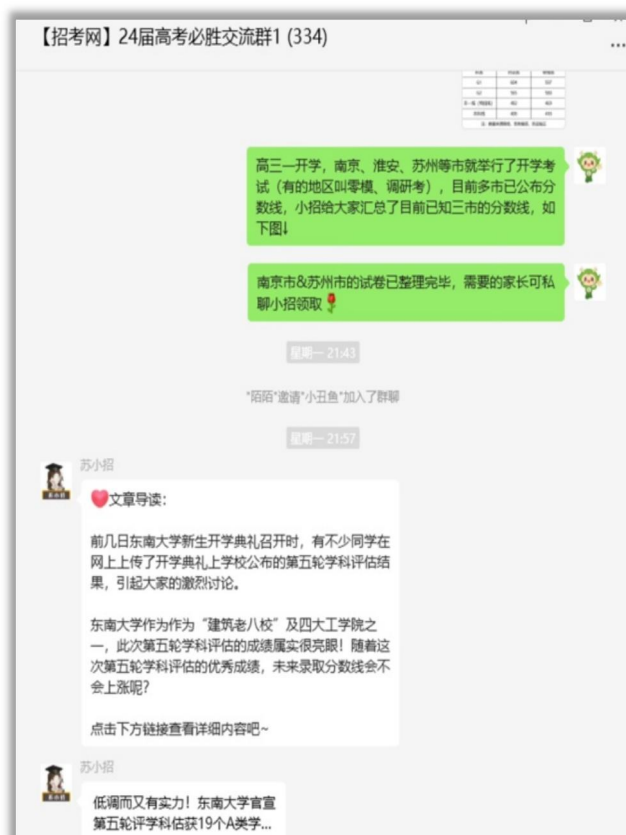 【招考网】24届高考必胜交流群1 (334)
...
高三一开学，南京、淮安、苏州等市就举行了开学考
试（有的地区叫零模、调研考），目前多市已公布分
数线，小招给大家汇总了目前已知三市的分数线，如
下图↓
南京市&苏州市的试卷已整理完毕，需要的家长可私
聊小招领取🌹
星期一 21:43
"陌陌"邀请"小丑鱼"加入了群聊
星期一 21:57
苏小招
❤️文章导读：
前几日东南大学新生开学典礼召开时，有不少同学在
网上上传了开学典礼上学校公布的第五轮学科评估结
果，引起大家的激烈讨论。
东南大学作为作为“建筑老八校”及四大工学院之
一，此次第五轮学科评估的成绩属实很亮眼！随着这
次第五轮学科评估的优秀成绩，未来录取分数线会不
会上涨呢？
点击下方链接查看详细内容吧~
苏小招
低调而又有实力！东南大学官宣
第五轮评学科估获19个A类学...